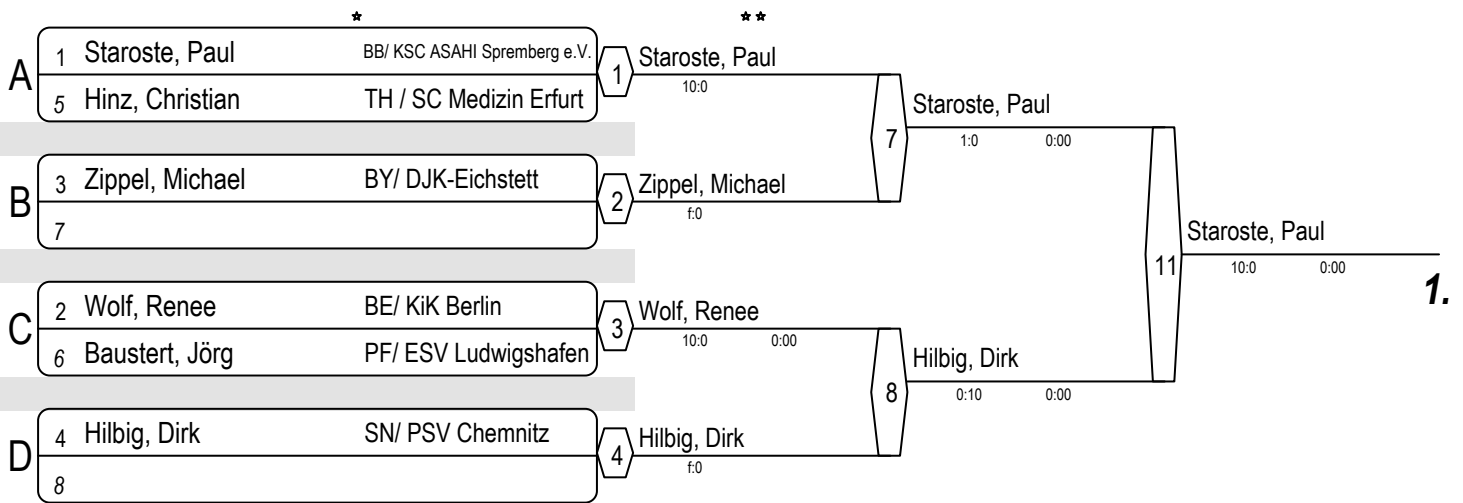 * **
A
1 Staroste, Paul BB/ KSC ASAHI Spremberg e.V.
5 Hinz, Christian TH / SC Medizin Erfurt
1
Staroste, Paul
10:0
B
3 Zippel, Michael BY/ DJK-Eichstett
7
2
Zippel, Michael
f:0
7
Staroste, Paul
1:0 0:00
C
2 Wolf, Renee BE/ KiK Berlin
6 Baustert, Jörg PF/ ESV Ludwigshafen
3
Wolf, Renee
10:0 0:00
D
4 Hilbig, Dirk SN/ PSV Chemnitz
8
4
Hilbig, Dirk
f:0
8
Hilbig, Dirk
0:10 0:00
11
Staroste, Paul
10:0 0:00
1.